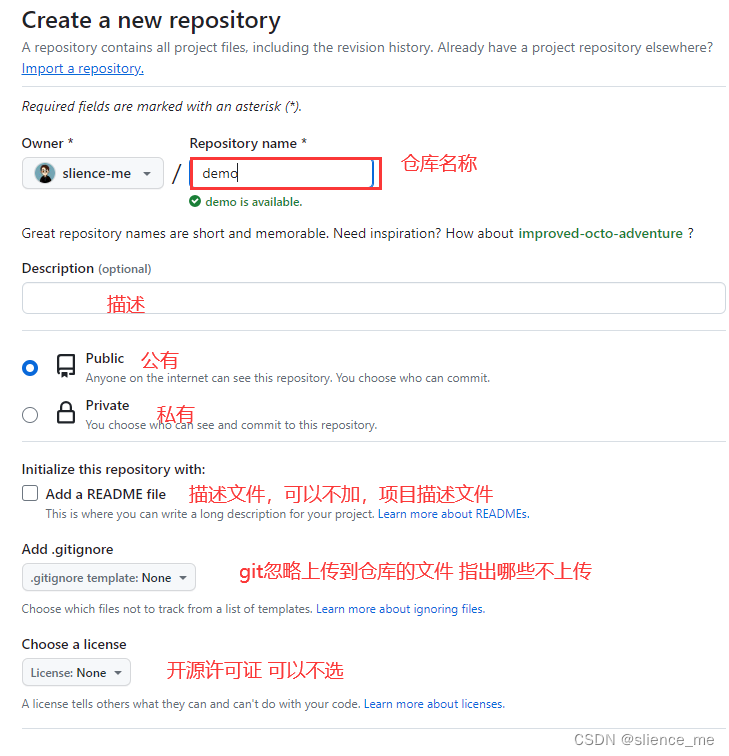 Create a new repository
A repository contains all project files, including the revision history. Already have a project repository elsewhere?
Import a repository.
Required fields are marked with an asterisk (*).
Owner *
Repository name *
slience-me
/
demo
仓库名称
demo is available.
Great repository names are short and memorable. Need inspiration? How about improved-octo-adventure ?
Description (optional)
描述
Public 公有
Anyone on the internet can see this repository. You choose who can commit.
Private 私有
You choose who can see and commit to this repository.
Initialize this repository with:
Add a README file 描述文件，可以不加，项目描述文件
This is where you can write a long description for your project. Learn more about READMEs.
Add .gitignore
.gitignore template: None git忽略上传到仓库的文件 指出哪些不上传
Choose which files not to track from a list of templates. Learn more about ignoring files.
Choose a license
License: None 开源许可证 可以不选
A license tells others what they can and can't do with your code. Learn more about licenses.
CSDN @slience_me